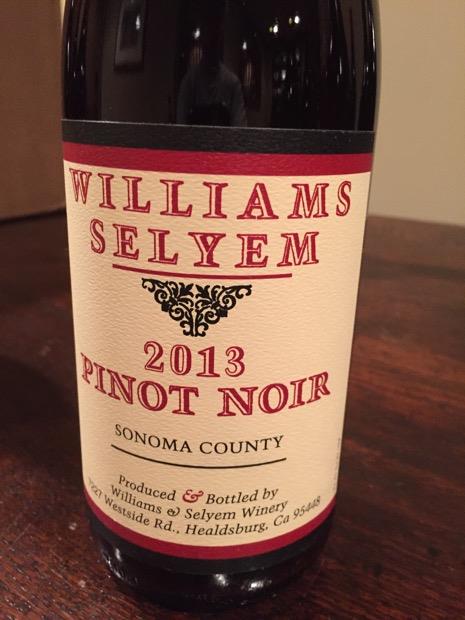 WILLIAMS
SELYEM
2013
PINOT NOIR
SONOMA COUNTY
Produced & Bottled by
Williams & Selyem Winery
7227 Westside Rd., Healdsburg, Ca 95448